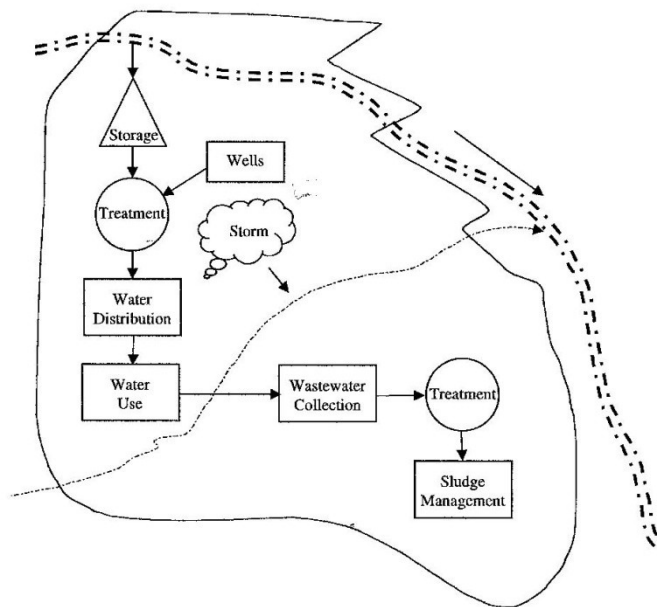 Storage
Wells
Treatment
Storm
Water
Distribution
Water
Use
Wastewater
Collection
Treatment
Sludge
Management